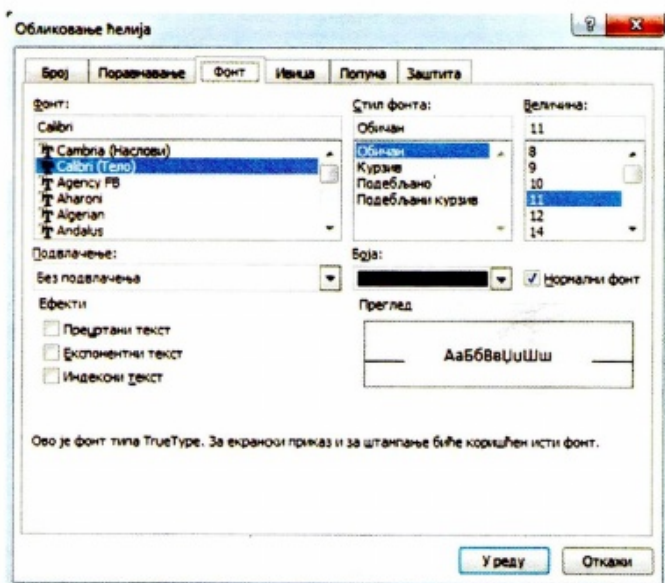 Обликовање ћелија
Број Поравнавање Фонт Ивица Попуна Заштита
Фонт: Стил фонта: Величина:
Calibri Обичан 11
Cambria (Наслови) Обичан 8
Calibri (Тело) Курзив 9
Agency FB Подебљано 10
Aharoni Подебљани курзив 11
Algerian 12
Andalus 14
Подвлачење: Боја:
Без подвлачења Нормални фонт
Ефекти Преглед
Прецртани текст
Експонентни текст
Индексни текст
АаБбВвЦцШш
Ово је фонт типа TrueType. За екрански приказ и за штампање биће коришћен исти фонт.
У реду Откажи